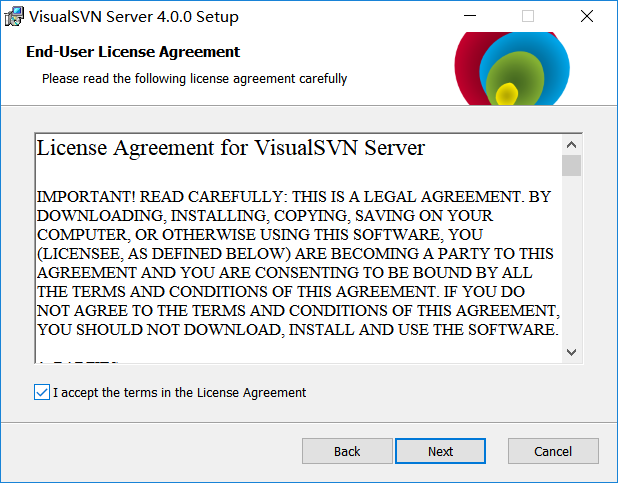 VisualSVN Server 4.0.0 Setup
End-User License Agreement
Please read the following license agreement carefully
License Agreement for VisualSVN Server
IMPORTANT! READ CAREFULLY: THIS IS A LEGAL AGREEMENT. BY
DOWNLOADING, INSTALLING, COPYING, SAVING ON YOUR
COMPUTER, OR OTHERWISE USING THIS SOFTWARE, YOU
(LICENSEE, AS DEFINED BELOW) ARE BECOMING A PARTY TO THIS
AGREEMENT AND YOU ARE CONSENTING TO BE BOUND BY ALL
THE TERMS AND CONDITIONS OF THIS AGREEMENT. IF YOU DO
NOT AGREE TO THE TERMS AND CONDITIONS OF THIS AGREEMENT,
YOU SHOULD NOT DOWNLOAD, INSTALL AND USE THE SOFTWARE.
I accept the terms in the License Agreement
Back
Next
Cancel